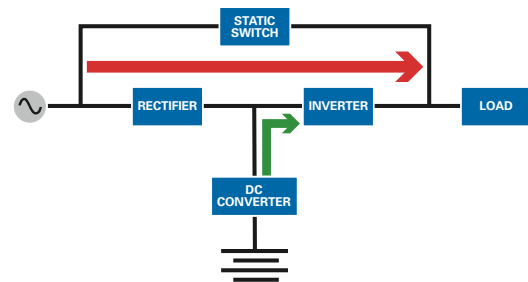 STATIC
SWITCH
RECTIFIER
INVERTER
LOAD
DC
CONVERTER